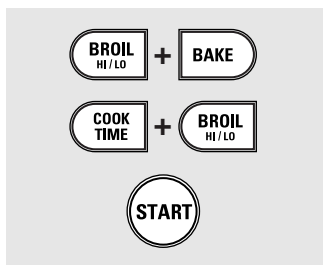 BROIL
HI / LO
+
BAKE
COOK
TIME
+
BROIL
HI / LO
START